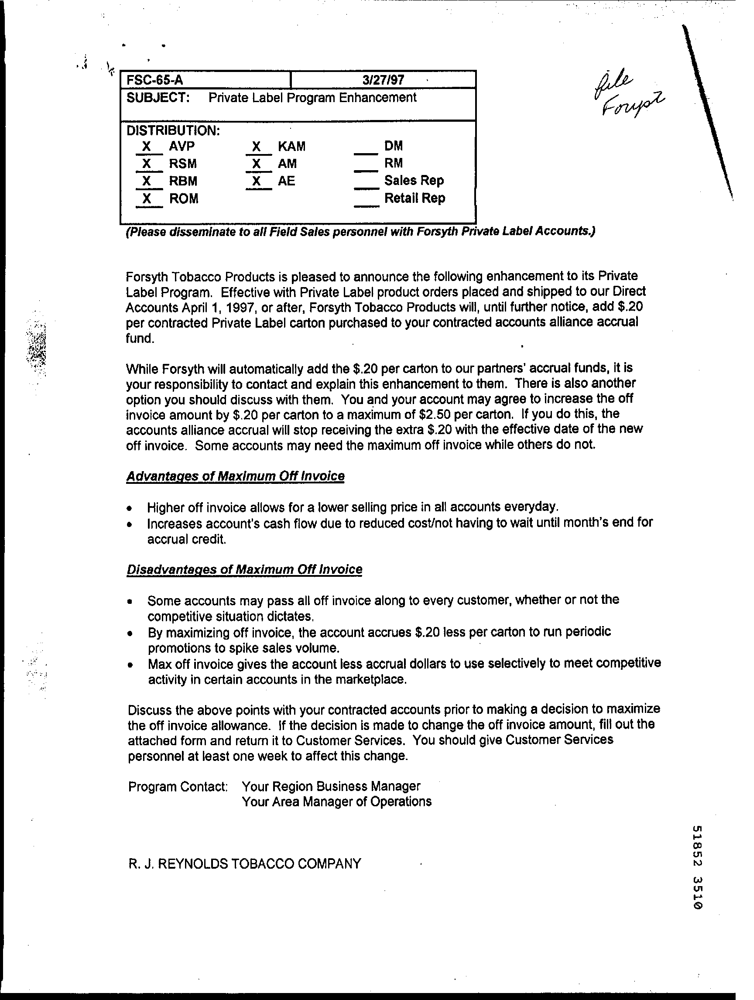 file
FSC-65-A 3/27/97
SUBJECT: Private Label Program Enhancement
DISTRIBUTION:
X AVP X KAM ___ DM
X RSM X AM ___ RM
X RBM X AE ___ Sales Rep
X ROM ___ Retail Rep
(Please disseminate to all Field Sales personnel with Forsyth Private Label Accounts.)
Forsyth Tobacco Products is pleased to announce the following enhancement to its Private
Label Program. Effective with Private Label product orders placed and shipped to our Direct
Accounts April 1, 1997, or after, Forsyth Tobacco Products will, until further notice, add $.20
per contracted Private Label carton purchased to your contracted accounts alliance accrual
fund.
While Forsyth will automatically add the $.20 per carton to our partners' accrual funds, it is
your responsibility to contact and explain this enhancement to them. There is also another
option you should discuss with them. You and your account may agree to increase the off
invoice amount by $.20 per carton to a maximum of $2.50 per carton. If you do this, the
accounts alliance accrual will stop receiving the extra $.20 with the effective date of the new
off invoice. Some accounts may need the maximum off invoice while others do not.
Advantages of Maximum Off Invoice
• Higher off invoice allows for a lower selling price in all accounts everyday.
• Increases account's cash flow due to reduced cost/not having to wait until month's end for
accrual credit.
Disadvantages of Maximum Off Invoice
• Some accounts may pass all off invoice along to every customer, whether or not the
competitive situation dictates.
• By maximizing off invoice, the account accrues $.20 less per carton to run periodic
promotions to spike sales volume.
• Max off invoice gives the account less accrual dollars to use selectively to meet competitive
activity in certain accounts in the marketplace.
Discuss the above points with your contracted accounts prior to making a decision to maximize
the off invoice allowance. If the decision is made to change the off invoice amount, fill out the
attached form and return it to Customer Services. You should give Customer Services
personnel at least one week to affect this change.
Program Contact: Your Region Business Manager
Your Area Manager of Operations
R. J. REYNOLDS TOBACCO COMPANY
51852 3510